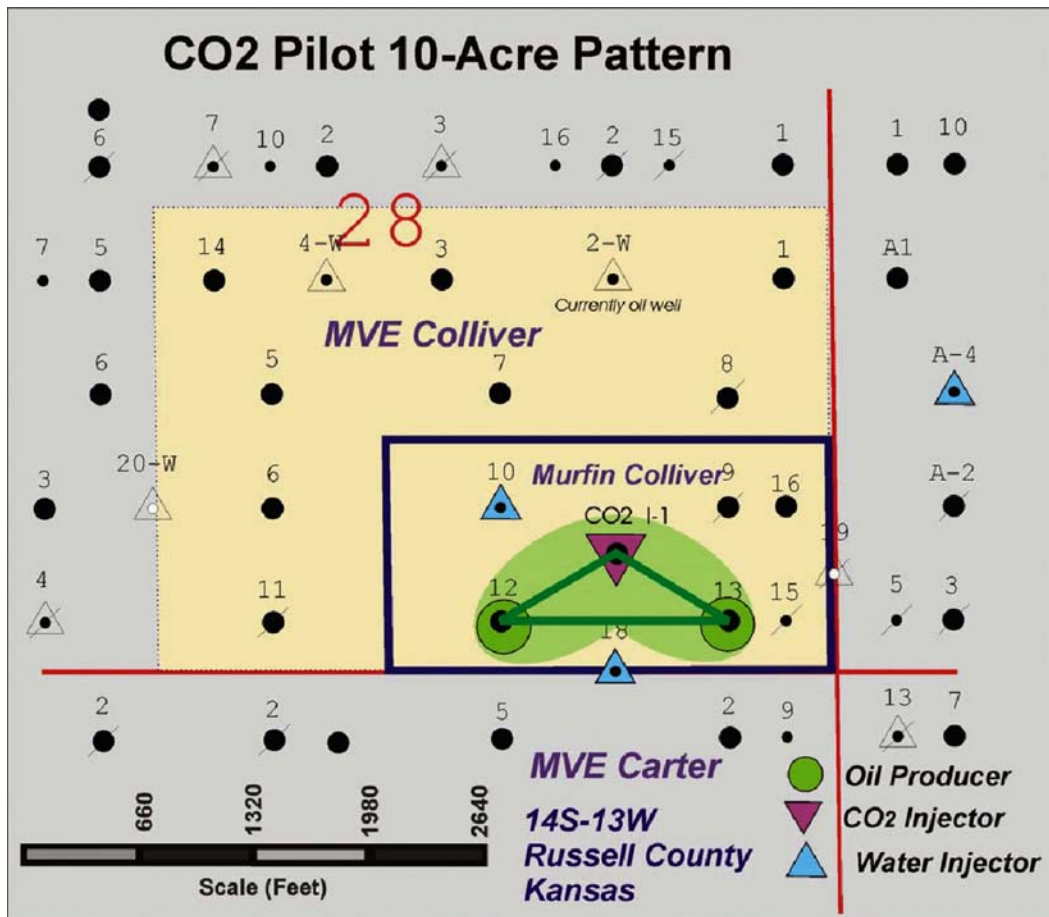 CO2 Pilot 10-Acre Pattern
6 7 10 2 3 16 2 15 1 1 10
28
7 5 14 4-W 3 2-W 1 A1
Currently oil well
MVE Colliver
6 5 7 8 A-4
3 20-W 6 10 Murfin Colliver 9 16 A-2
CO2 I-1
19
4 11 12 13 15 5 3
18
2 2 5 2 9 13 7
MVE Carter
Oil Producer
14S-13W
CO2 Injector
Russell County
Water Injector
Kansas
660 1320 1980 2640
Scale (Feet)